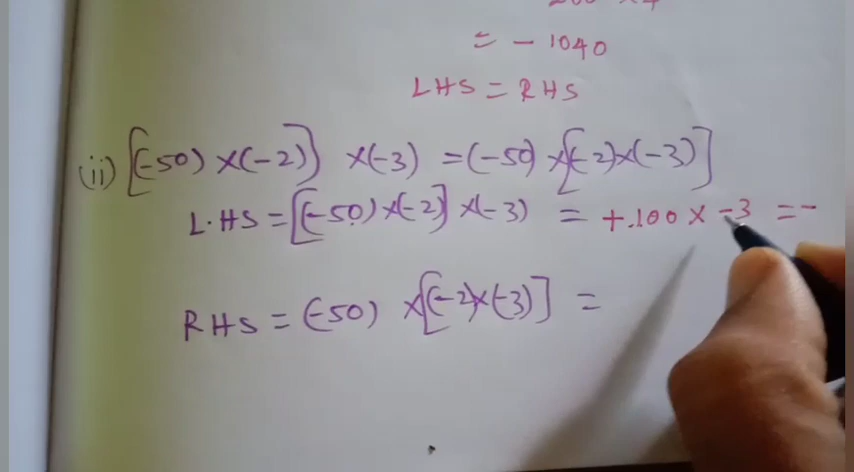 = - 1040
LHS = RHS
(ii) [(-50) ×(-2)] ×(-3) =(-50) ×[(-2)×(-3)]
L.HS =[(-50)×(-2] ×(-3) = +.100 × -3 =-
RHS = (-50) ×[(-2)×(-3)] =